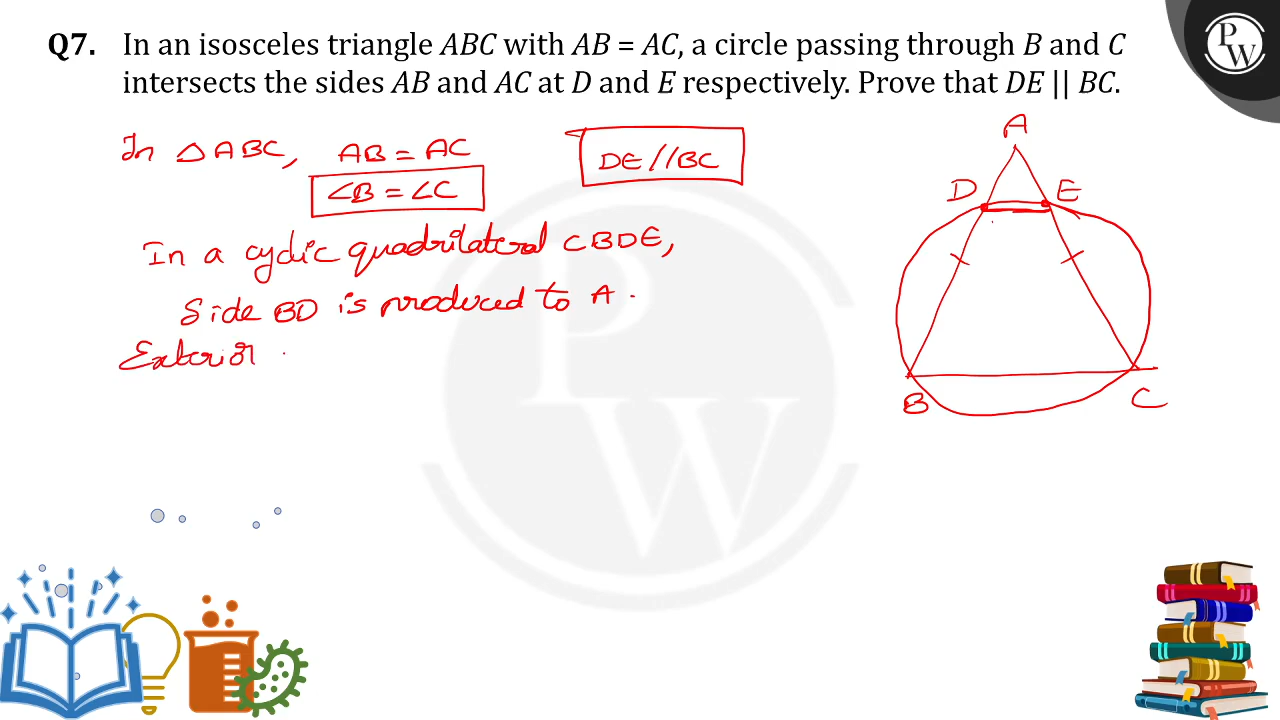 Q7. In an isosceles triangle ABC with AB = AC, a circle passing through B and C
intersects the sides AB and AC at D and E respectively. Prove that DE || BC.
In △ABC, AB = AC
∠B = ∠C
DE//BC
In a cyclic quadrilateral CBDE,
Side BD is produced to A.
Exterior
A
D E
B C
PW
PW